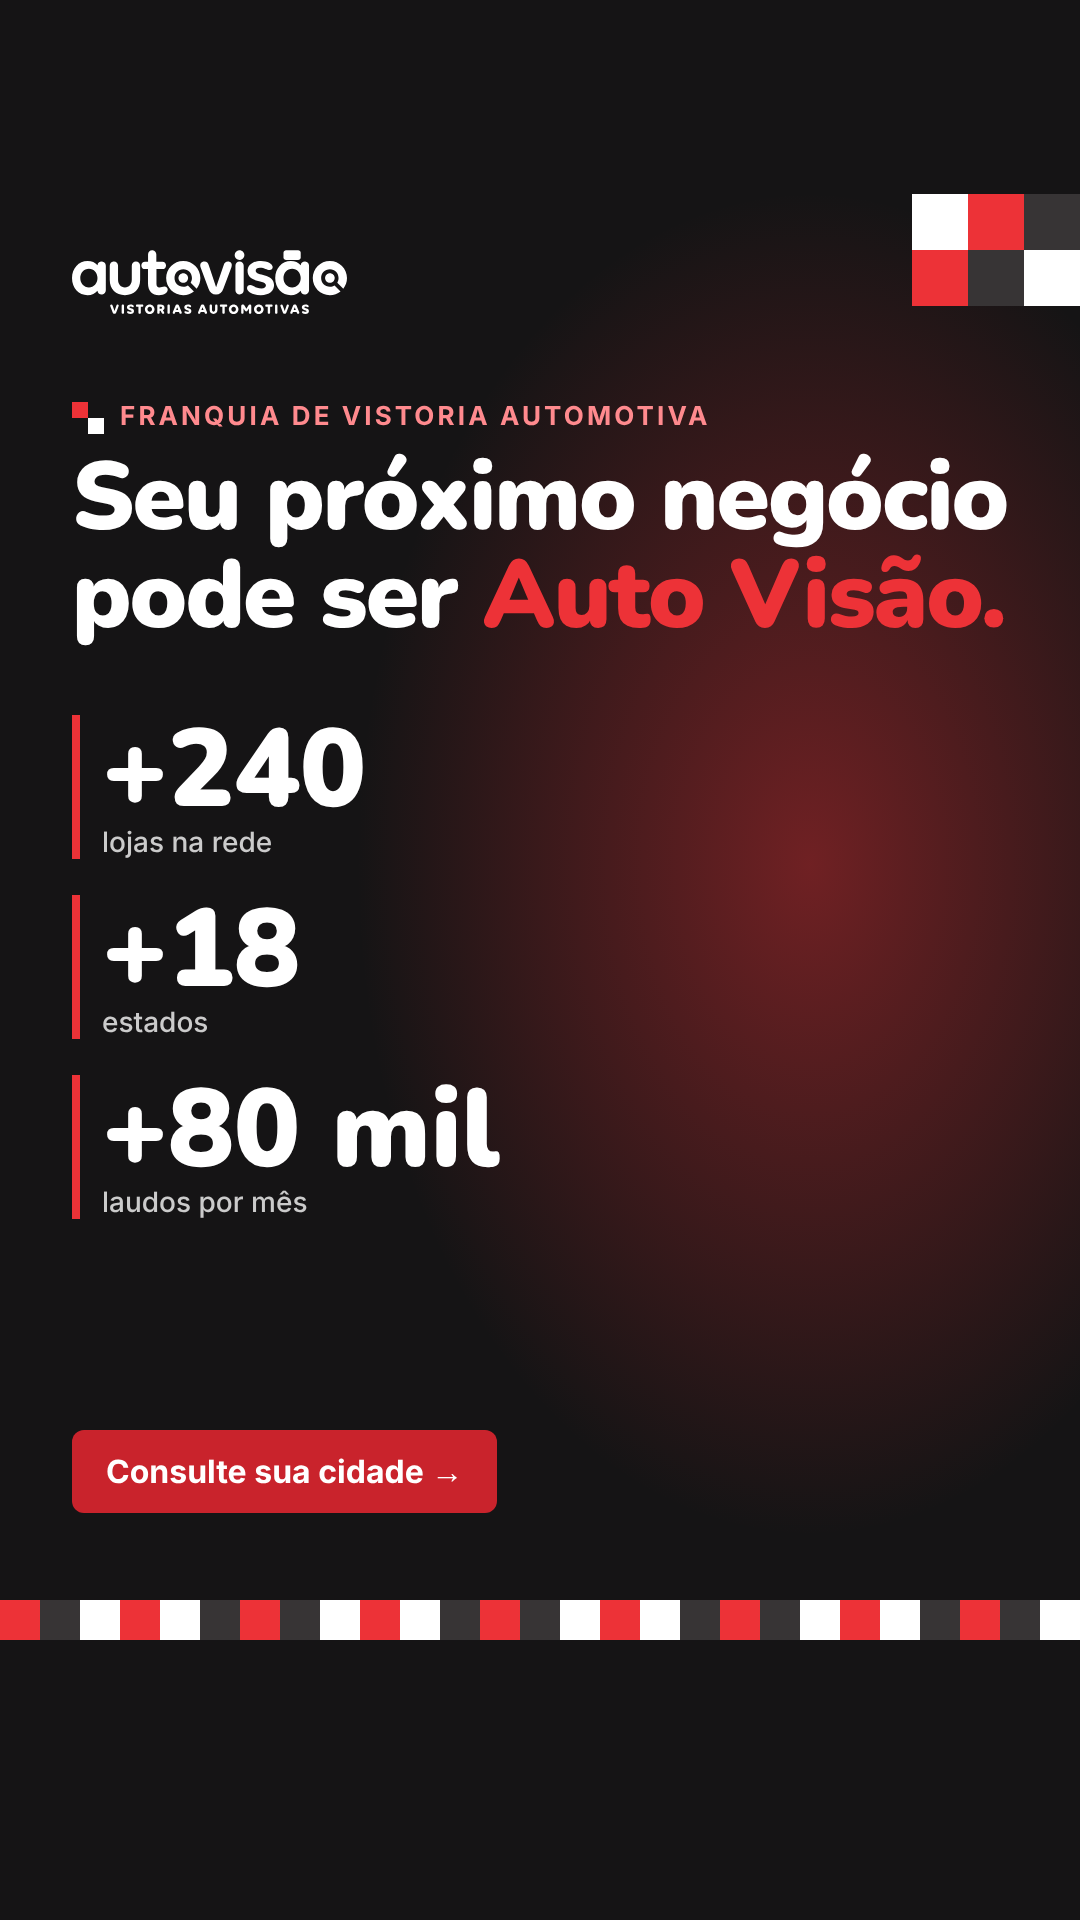 autovisão
VISTORIAS AUTOMOTIVAS
FRANQUIA DE VISTORIA AUTOMOTIVA
Seu próximo negócio
pode ser Auto Visão.
+240
lojas na rede
+18
estados
+80 mil
laudos por mês
Consulte sua cidade →